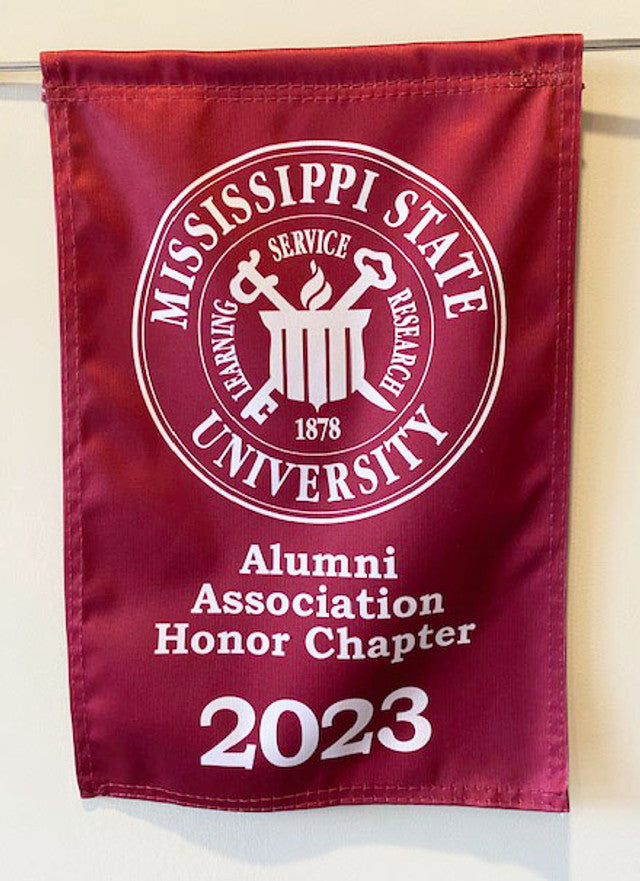 MISSISSIPPI STATE
UNIVERSITY
SERVICE
LEARNING
RESEARCH
1878
Alumni
Association
Honor Chapter
2023